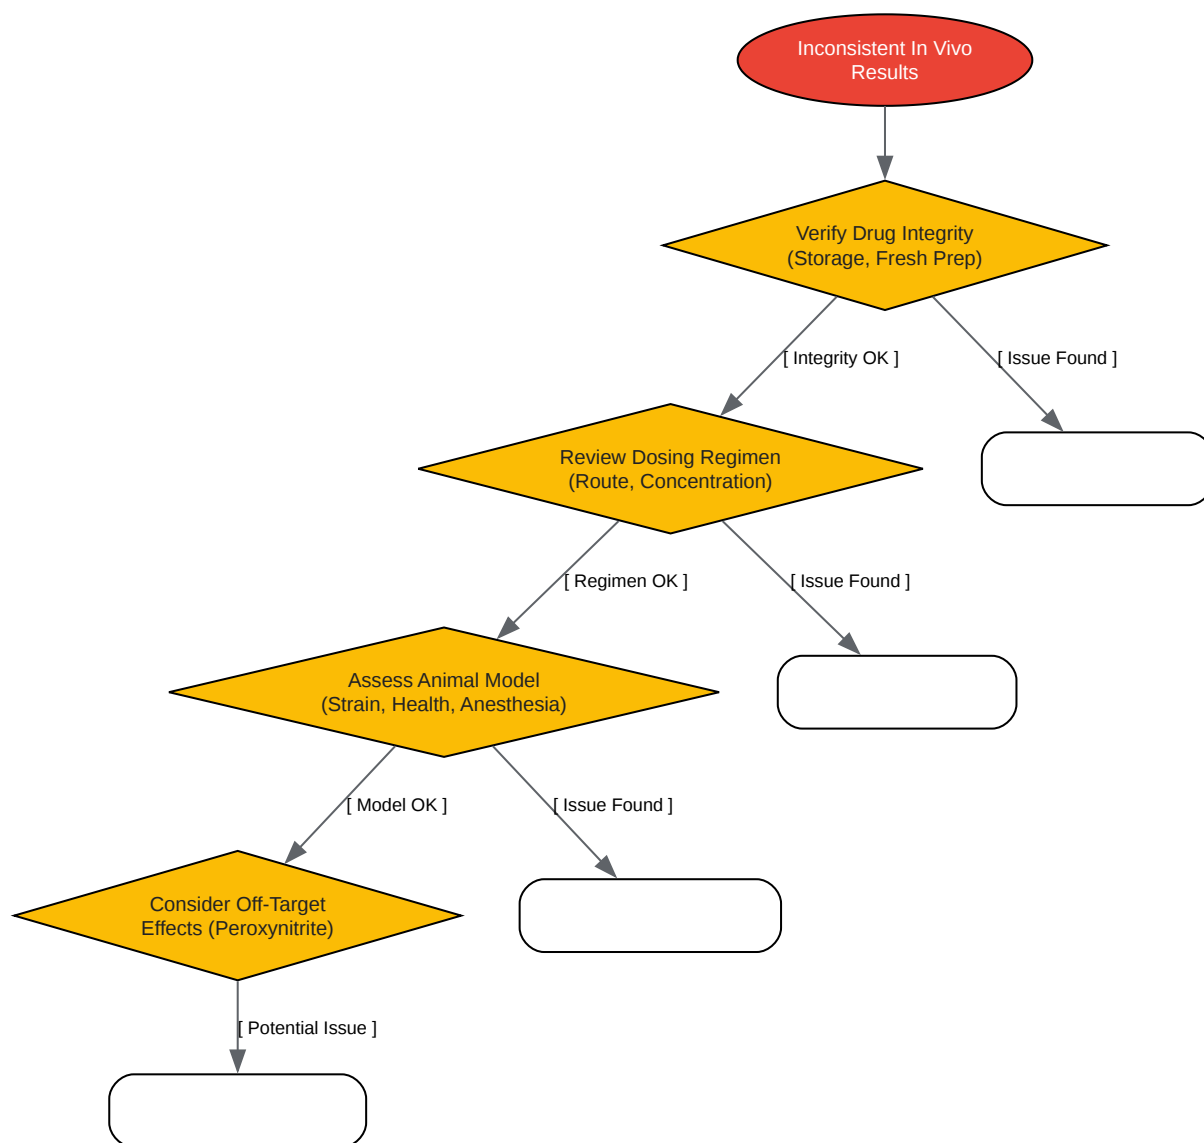 Inconsistent In Vivo
Results
Verify Drug Integrity
(Storage, Fresh Prep)
[ Integrity OK ]
[ Issue Found ]
Review Dosing Regimen
(Route, Concentration)
[ Regimen OK ]
[ Issue Found ]
Assess Animal Model
(Strain, Health, Anesthesia)
[ Model OK ]
[ Issue Found ]
Consider Off-Target
Effects (Peroxynitrite)
[ Potential Issue ]